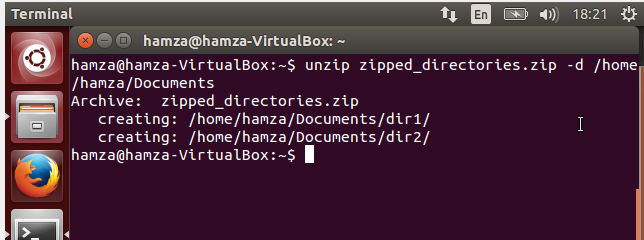 Terminal
En
18:21
hamza@hamza-VirtualBox: ~
hamza@hamza-VirtualBox:~$ unzip zipped_directories.zip -d /home
/hamza/Documents
Archive:  zipped_directories.zip
   creating: /home/hamza/Documents/dir1/
   creating: /home/hamza/Documents/dir2/
hamza@hamza-VirtualBox:~$